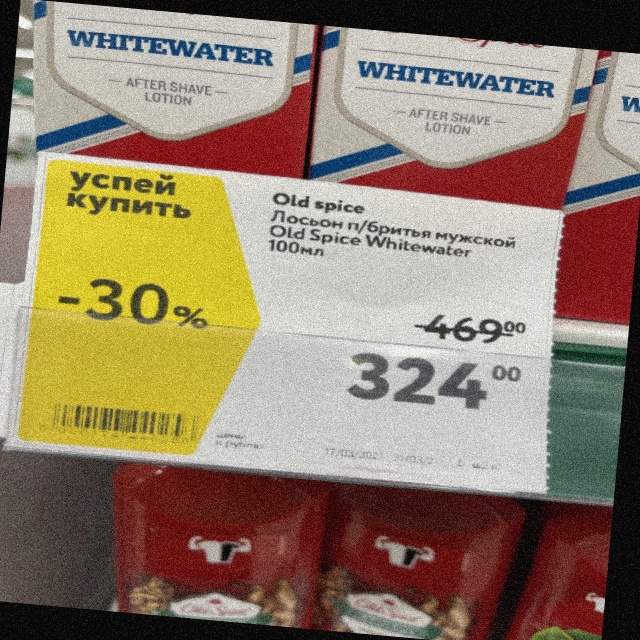 WHITEWATER
AFTER SHAVE
LOTION
WHITEWATER
AFTER SHAVE
LOTION
W
успей
купить
-30%
Old spice
Лосьон п/бритья мужской
Old Spice Whitewater
100мл
469 00
324 00